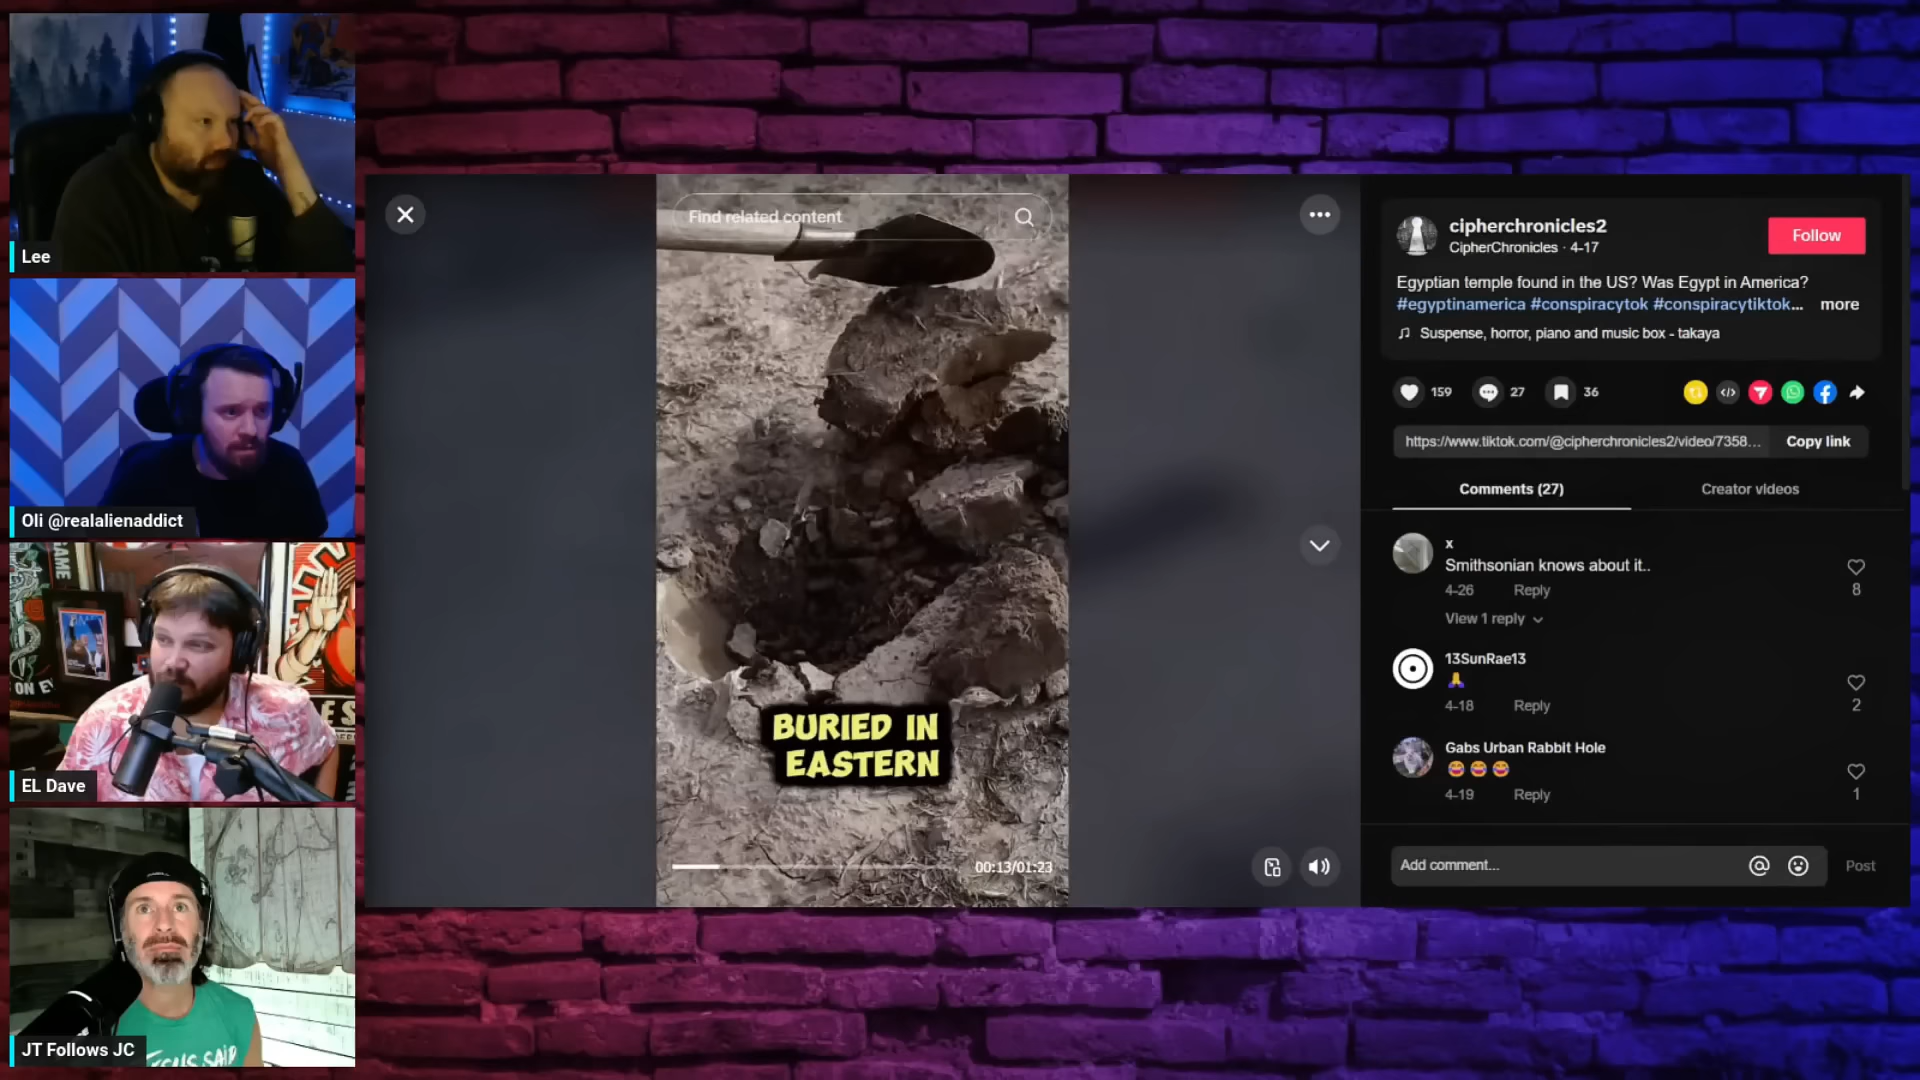 Lee
Oli @realalienaddict
GAME
ON EV
EL Dave
JT Follows JC
Find related content
BURIED IN
EASTERN
00:13/01:23
cipherchronicles2
CipherChronicles · 4-17
Follow
Egyptian temple found in the US? Was Egypt in America?
#egyptinamerica #conspiracytok #conspiracytiktok... more
Suspense, horror, piano and music box - takaya
159
27
36
https://www.tiktok.com/@cipherchronicles2/video/7358...
Copy link
Comments (27)
Creator videos
x
Smithsonian knows about it..
4-26 Reply
8
View 1 reply
13SunRae13
🙏
4-18 Reply
2
Gabs Urban Rabbit Hole
😂😂😂
4-19 Reply
1
Add comment...
Post